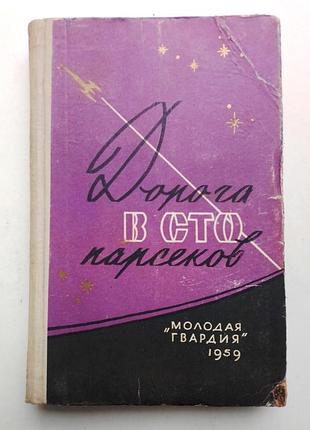 Дорога
В СТО
парсеков
„МОЛОДАЯ
ГВАРДИЯ"
1959